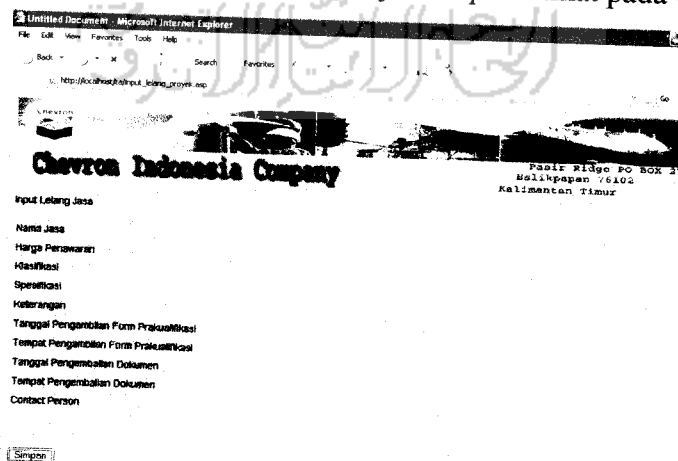 pada
Untitled Document - Microsoft Internet Explorer
File Edit View Favorites Tools Help
Back Search Favorites
http://localhost/ta/input_lelang_proyek.asp Go
Chevron
Chevron Indonesia Company
Pasir Ridge PO BOX 2
Balikpapan 76102
Kalimantan Timur
Input Lelang Jasa
Nama Jasa
Harga Penawaran
Klasifikasi
Spesifikasi
Keterangan
Tanggal Pengambilan Form Prakualifikasi
Tempat Pengambilan Form Prakualifikasi
Tanggal Pengembalian Dokumen
Tempat Pengembalian Dokumen
Contact Person
Simpan